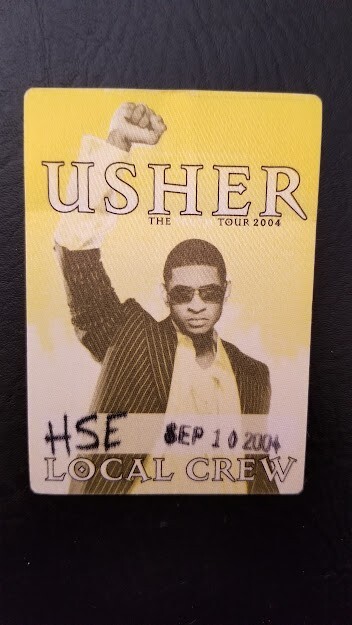 USHER
THE TOUR 2004
HSE SEP 10 2004
LOCAL CREW